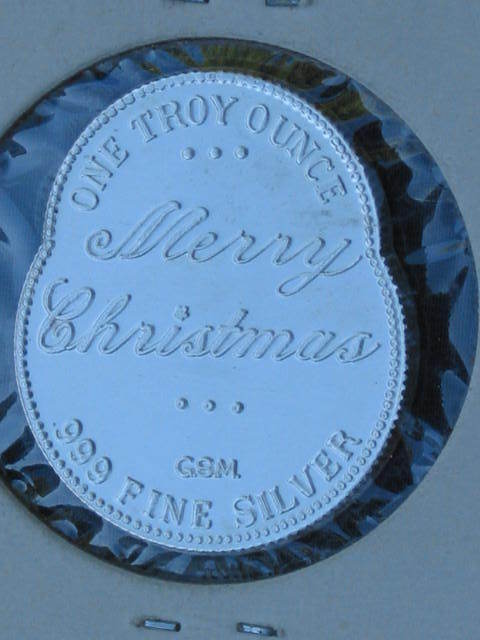 ONE TROY OUNCE
Merry
Christmas
G.S.M.
.999 FINE SILVER